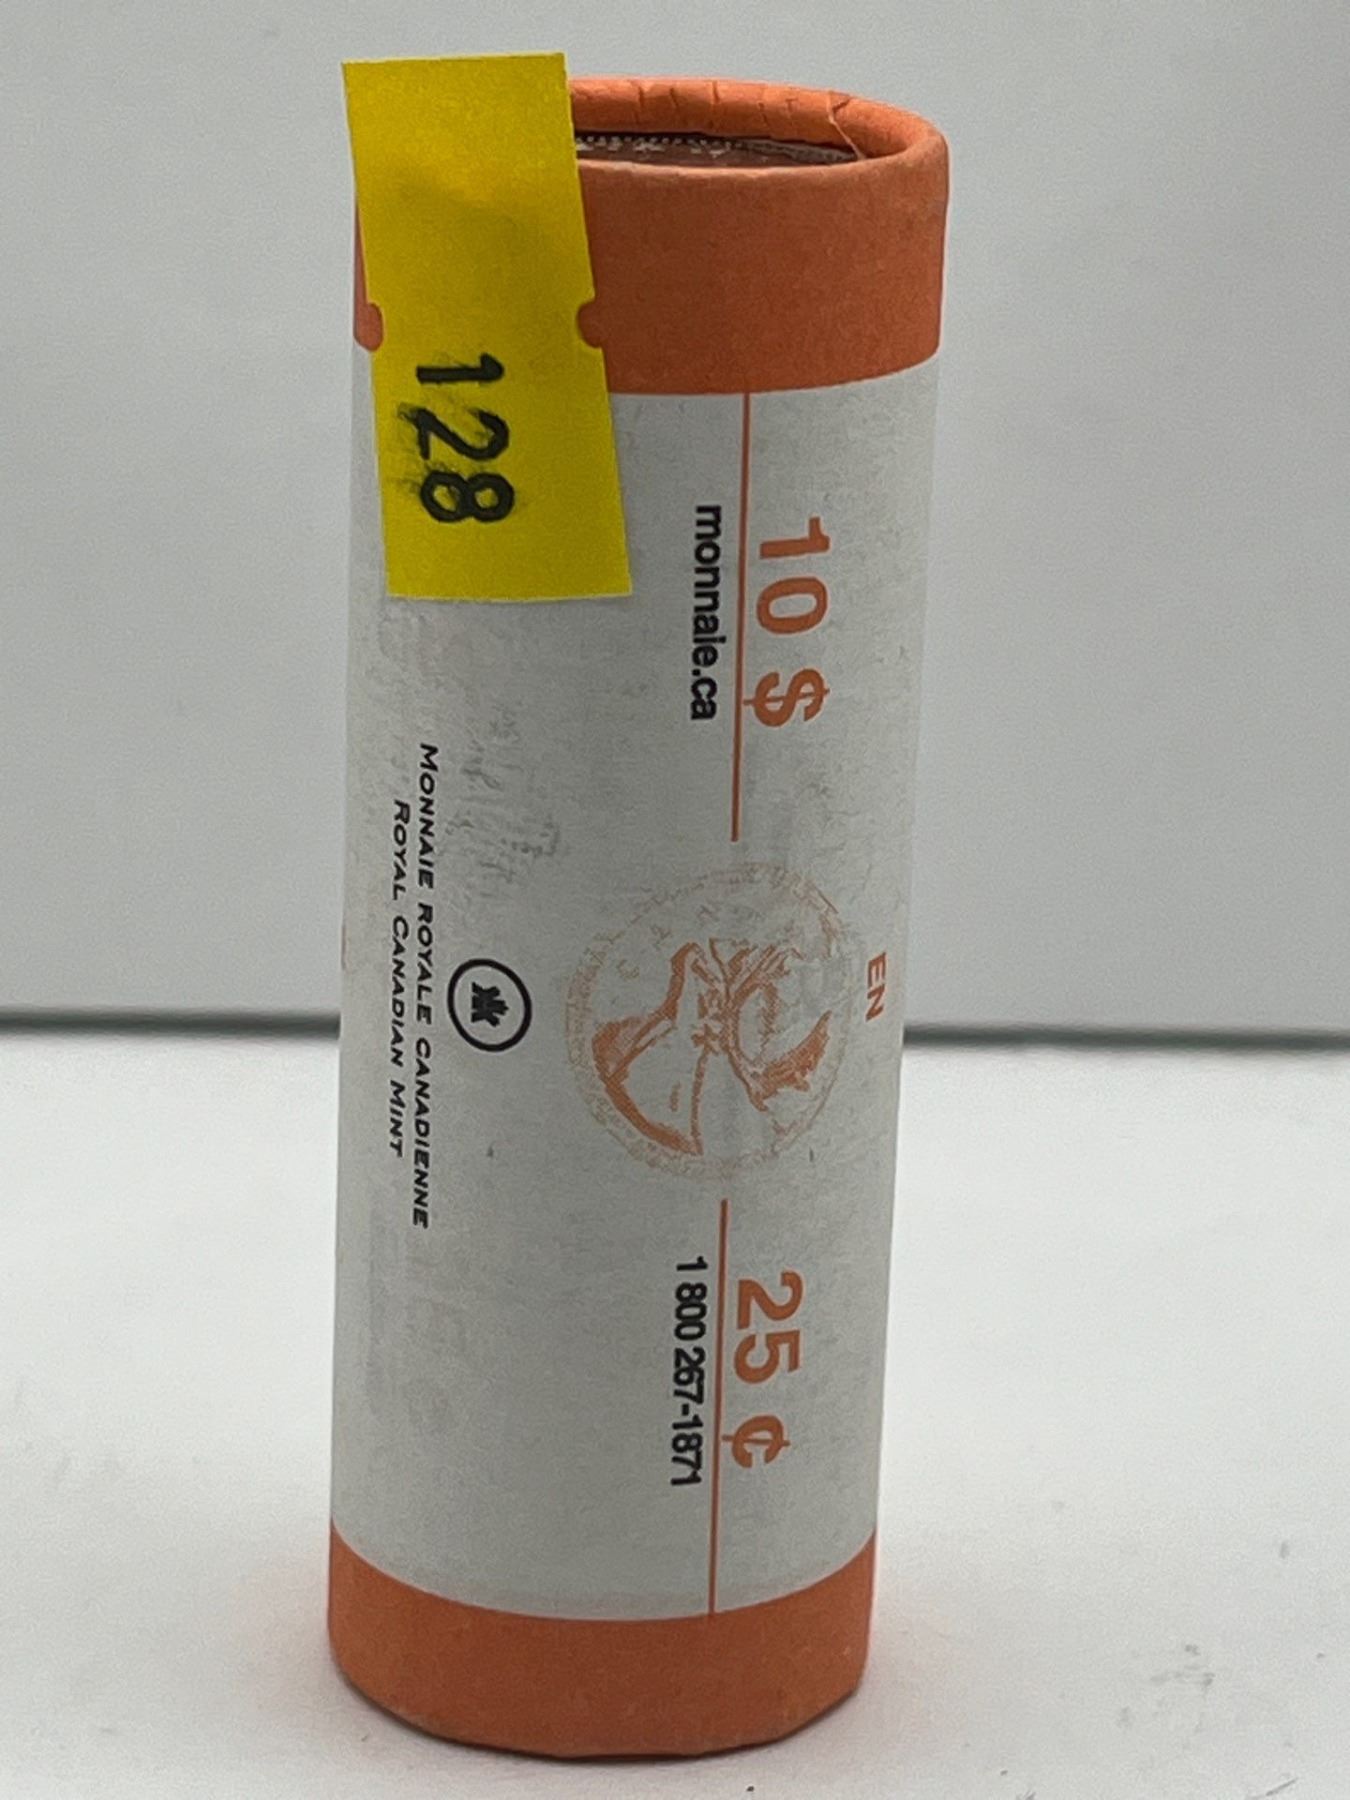 128
10 $
monnaie.ca
25 ¢
1 800 267-1871
EN
MONNAIE ROYALE CANADIENNE
ROYAL CANADIAN MINT